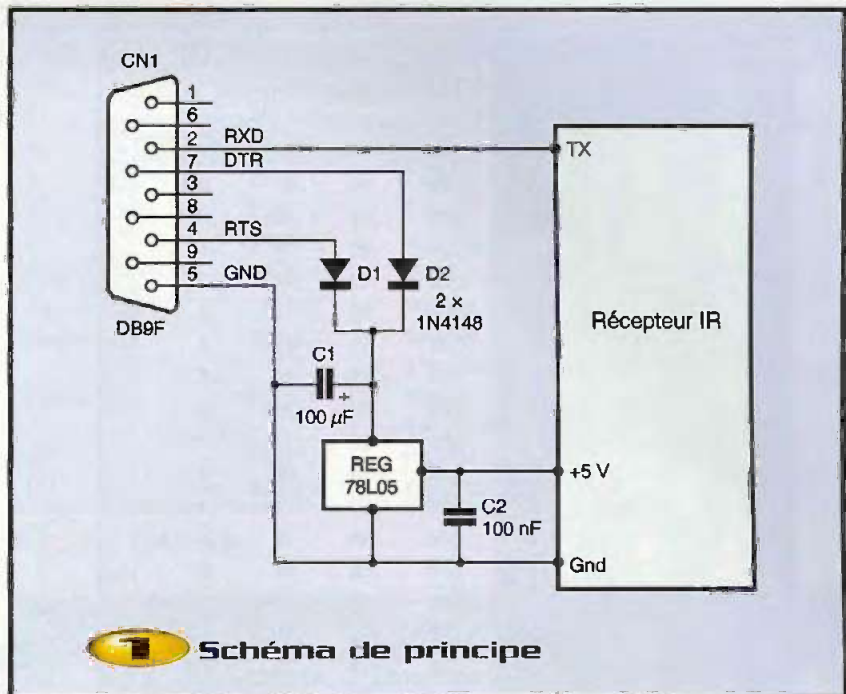 CN1
1
6
2 RXD
7 DTR
3
8
4 RTS
9
5 GND
DB9F
D1
D2
2 x
1N4148
C1
+
100 µF
REG
78L05
C2
100 nF
TX
Récepteur IR
+5 V
Gnd
1 Schéma de principe